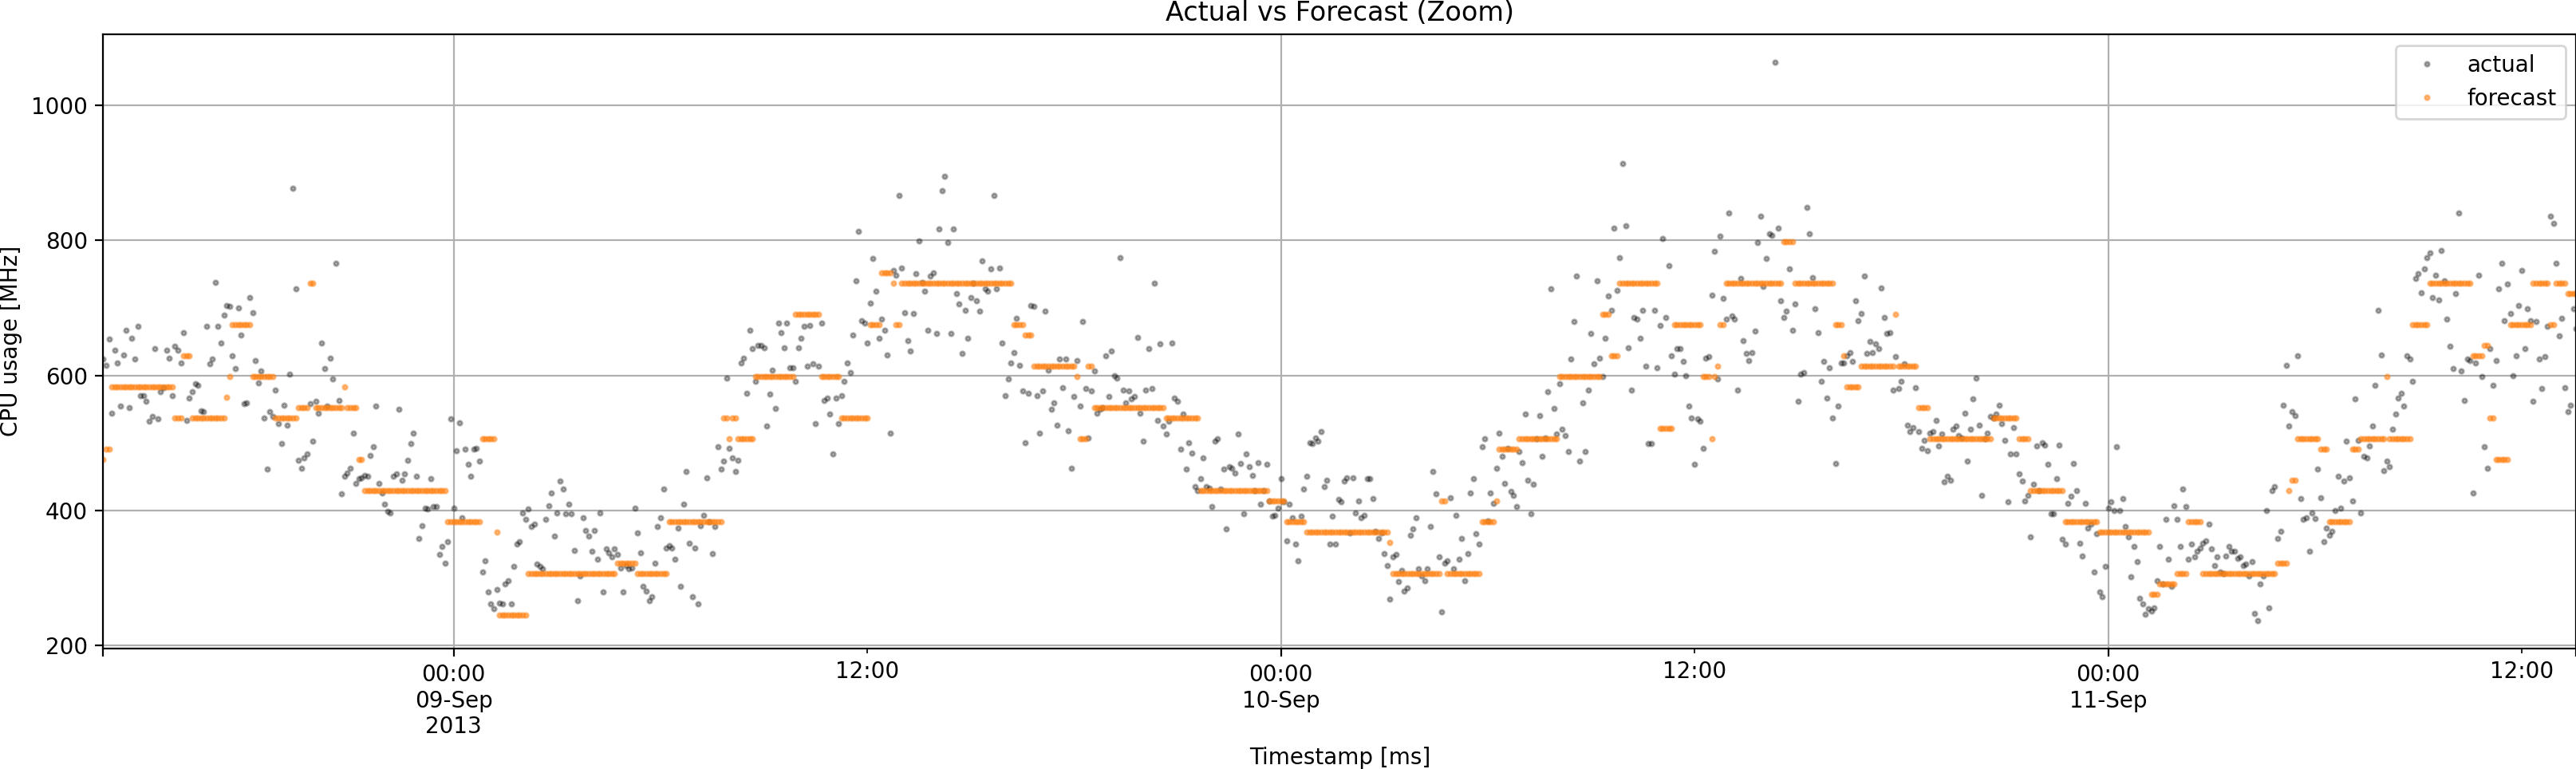 Actual vs Forecast (Zoom)
actual
forecast
1000
800
600
400
200
CPU usage [MHz]
00:00
09-Sep
2013
12:00
00:00
10-Sep
12:00
00:00
11-Sep
12:00
Timestamp [ms]